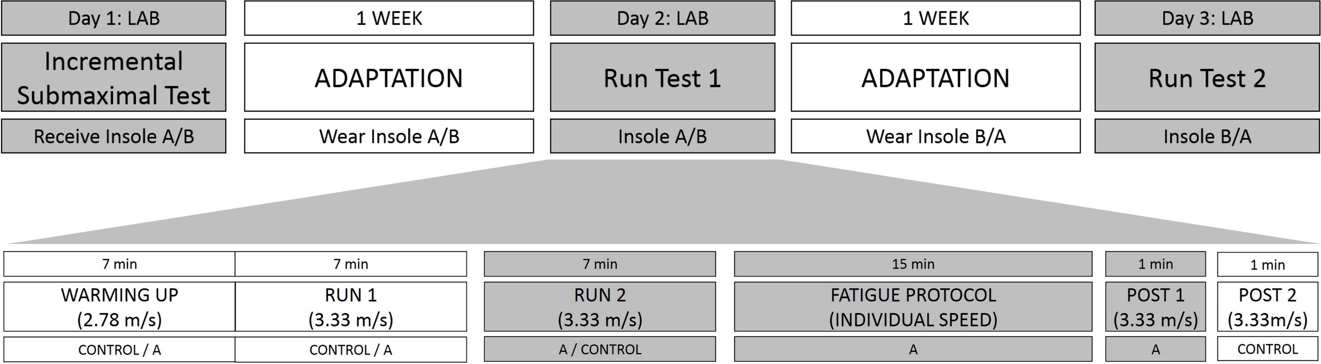 Day 1: LAB
1 WEEK
Day 2: LAB
1 WEEK
Day 3: LAB
Incremental
Submaximal Test
ADAPTATION
Run Test 1
ADAPTATION
Run Test 2
Receive Insole A/B
Wear Insole A/B
Insole A/B
Wear Insole B/A
Insole B/A
7 min
7 min
7 min
15 min
1 min
1 min
WARMING UP
(2.78 m/s)
RUN 1
(3.33 m/s)
RUN 2
(3.33 m/s)
FATIGUE PROTOCOL
(INDIVIDUAL SPEED)
POST 1
(3.33 m/s)
POST 2
(3.33m/s)
CONTROL / A
CONTROL / A
A / CONTROL
A
A
CONTROL